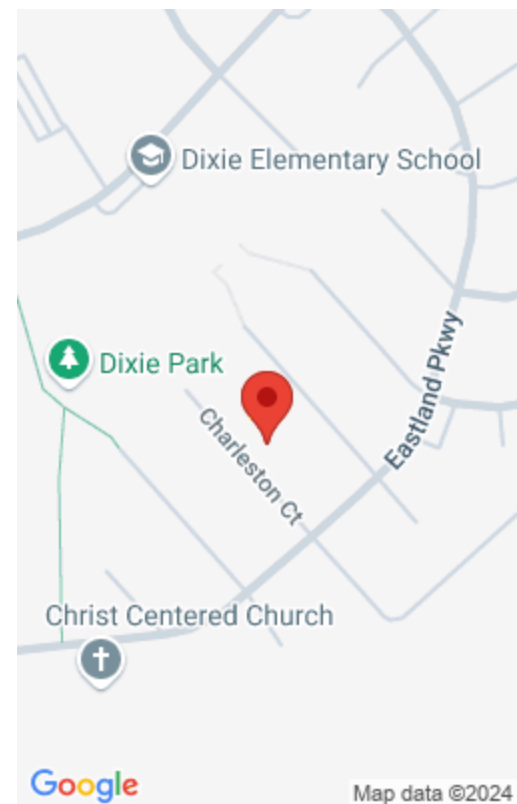 Dixie Elementary School
Eastland Pkwy
Dixie Park
Charleston Ct
Christ Centered Church
Google
Map data ©2024